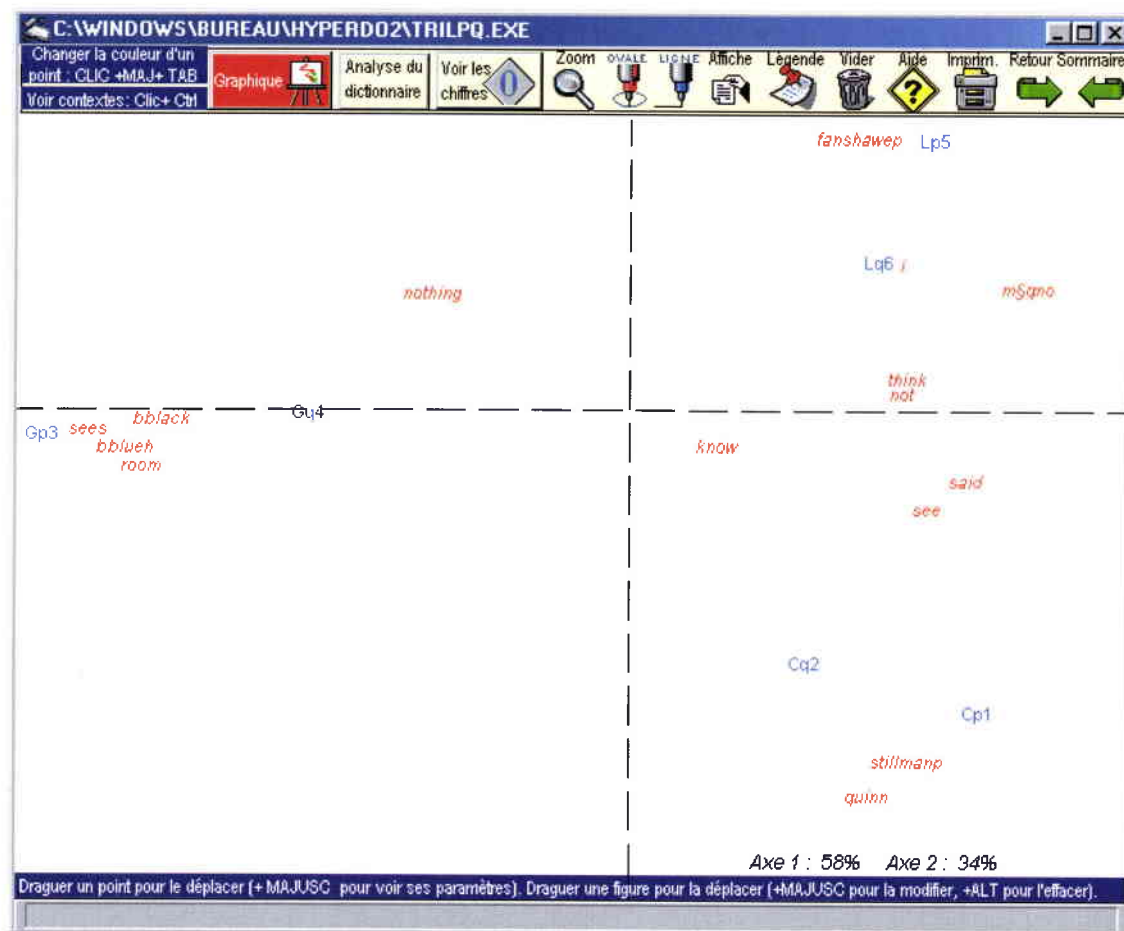 C:\WINDOWS\BUREAU\HYPERDO2\TRILPQ.EXE
Changer la couleur d'un
point : CLIC +MAJ+ TAB
Voir contextes: Clic+ Ctrl
Graphique
Analyse du
dictionnaire
Voir les
chiffres
0
Zoom OVALE LIGNE Affiche Légende Vider Aide Imprim. Retour Sommaire
?
fanshawep Lp5
Lq6 i
nothing m§qno
think
not
bblack Gq4
Gp3 sees
bblueh know
room
said
see
Cq2
Cp1
stillmanp
quinn
Axe 1 : 58% Axe 2 : 34%
Draguer un point pour le déplacer (+ MAJUSC pour voir ses paramètres). Draguer une figure pour la déplacer (+MAJUSC pour la modifier, +ALT pour l'effacer).